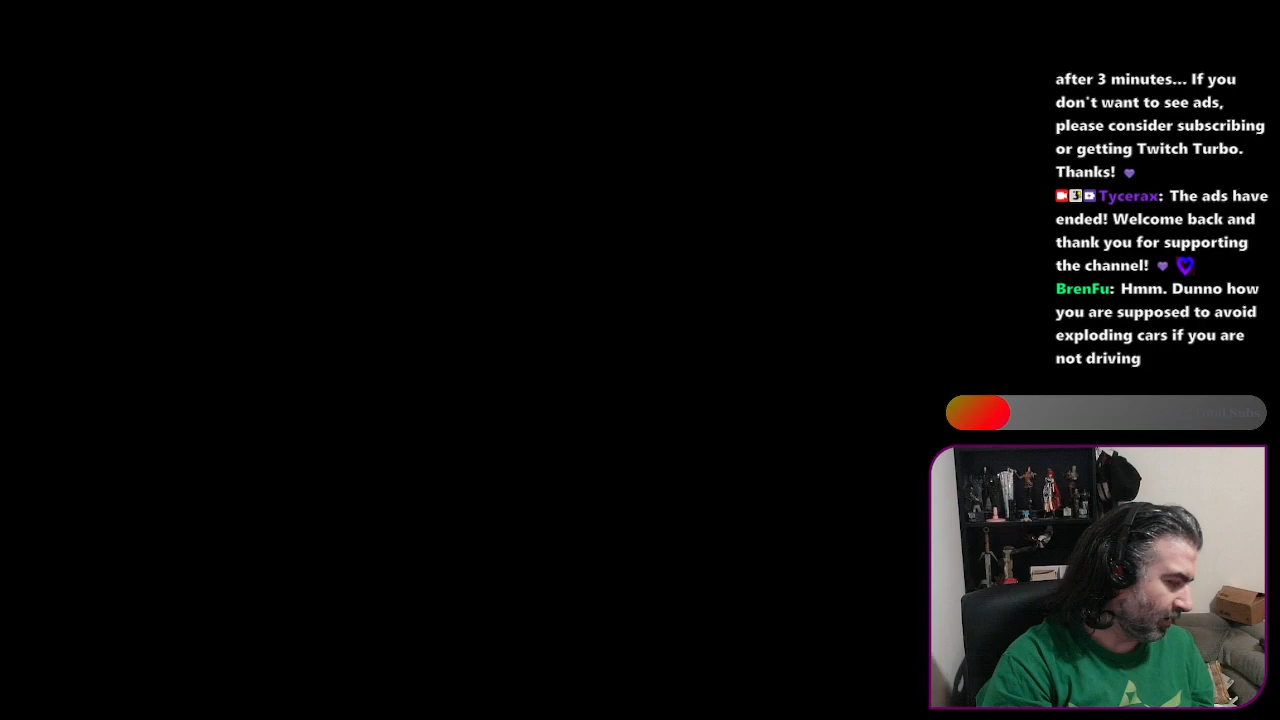 after 3 minutes... If you
don't want to see ads,
please consider subscribing
or getting Twitch Turbo.
Thanks!
Tycerax: The ads have
ended! Welcome back and
thank you for supporting
the channel!
BrenFu: Hmm. Dunno how
you are supposed to avoid
exploding cars if you are
not driving
Total Subs